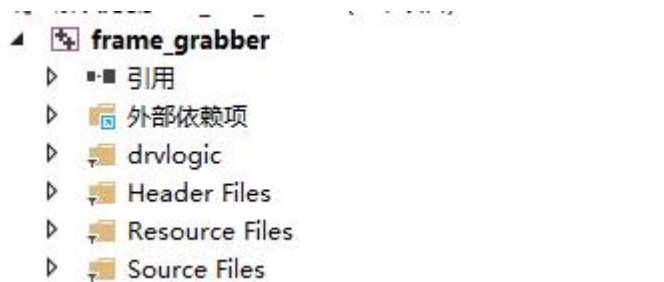 frame_grabber
引用
外部依赖项
drvlogic
Header Files
Resource Files
Source Files